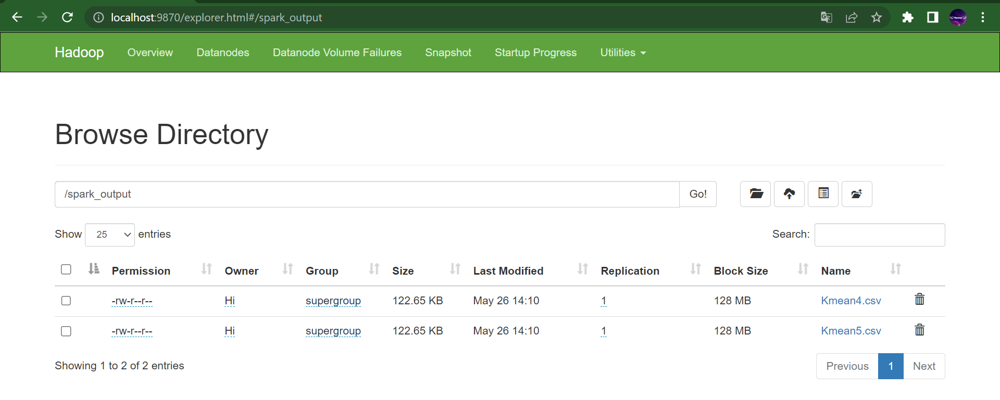 localhost:9870/explorer.html#/spark_output
Hadoop Overview Datanodes Datanode Volume Failures Snapshot Startup Progress Utilities
Browse Directory
/spark_output Go!
Show 25 entries Search:
Permission Owner Group Size Last Modified Replication Block Size Name
-rw-r--r-- Hi supergroup 122.65 KB May 26 14:10 1 128 MB Kmean4.csv
-rw-r--r-- Hi supergroup 122.65 KB May 26 14:10 1 128 MB Kmean5.csv
Showing 1 to 2 of 2 entries Previous 1 Next